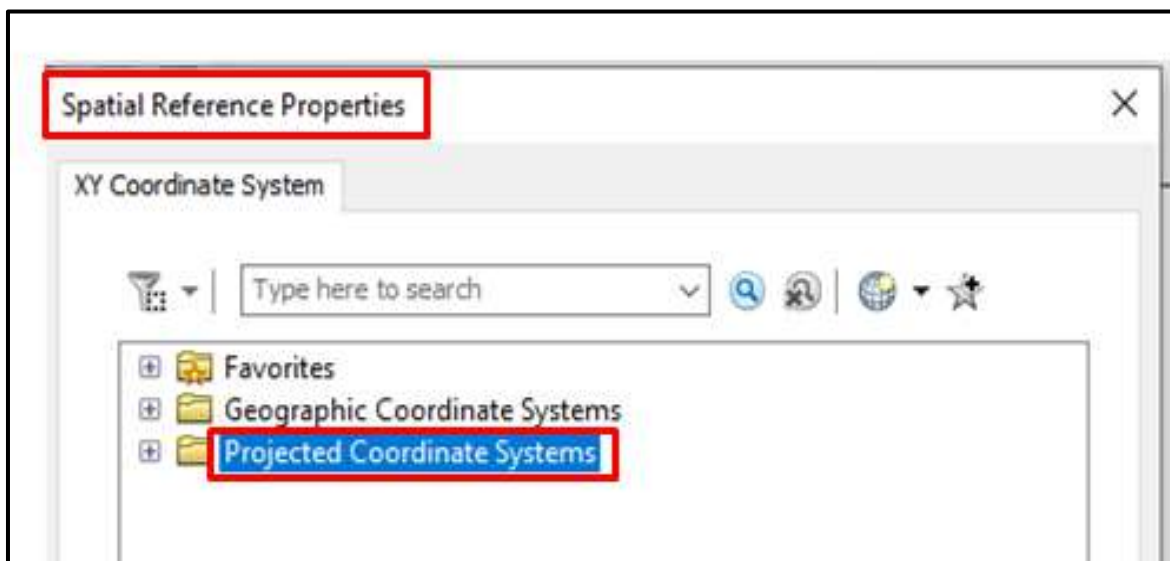 Spatial Reference Properties
XY Coordinate System
Type here to search
Favorites
Geographic Coordinate Systems
Projected Coordinate Systems